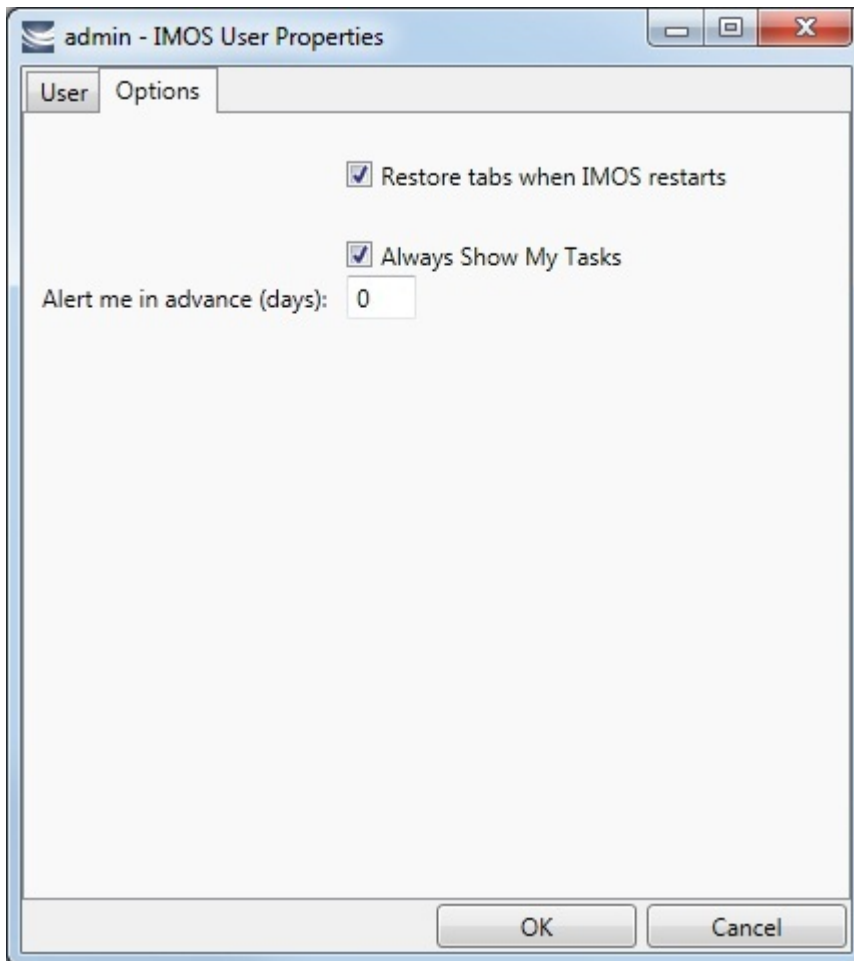 admin - IMOS User Properties
User Options
Restore tabs when IMOS restarts
Always Show My Tasks
Alert me in advance (days): 0
OK Cancel